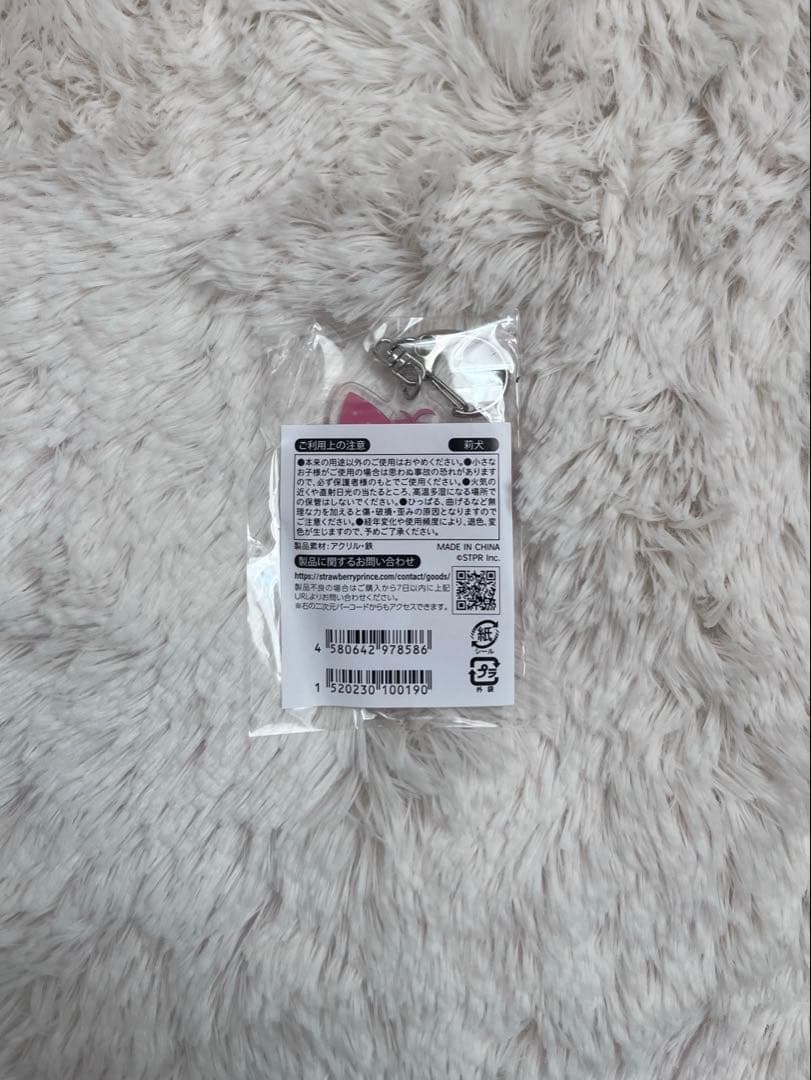 ご利用上の注意 莉犬
●本来の用途以外のご使用はおやめください。●小さな
お子様がご使用の場合は思わぬ事故の恐れがあります
ので、必ず保護者様のもとでご使用ください。●火気の
近くや直射日光の当たるところ、高温多湿になる場所で
の保管はしないでください。●ひっぱる、曲げるなど無
理な力を加えると傷・破損・歪みの原因となりますので
ご注意ください。●経年変化や使用頻度により、退色、変
色が生じますので、予めご了承ください。
製品素材：アクリル・鉄 MADE IN CHINA
©STPR Inc.
製品に関するお問い合わせ
https://strawberryprince.com/contact/goods/
製品不良の場合はご購入から7日以内に上記
URLよりお問い合わせください。
※右の二次元バーコードからもアクセスできます。
4 580642 978586
紙
シール
1 520230 100190
プラ
外袋